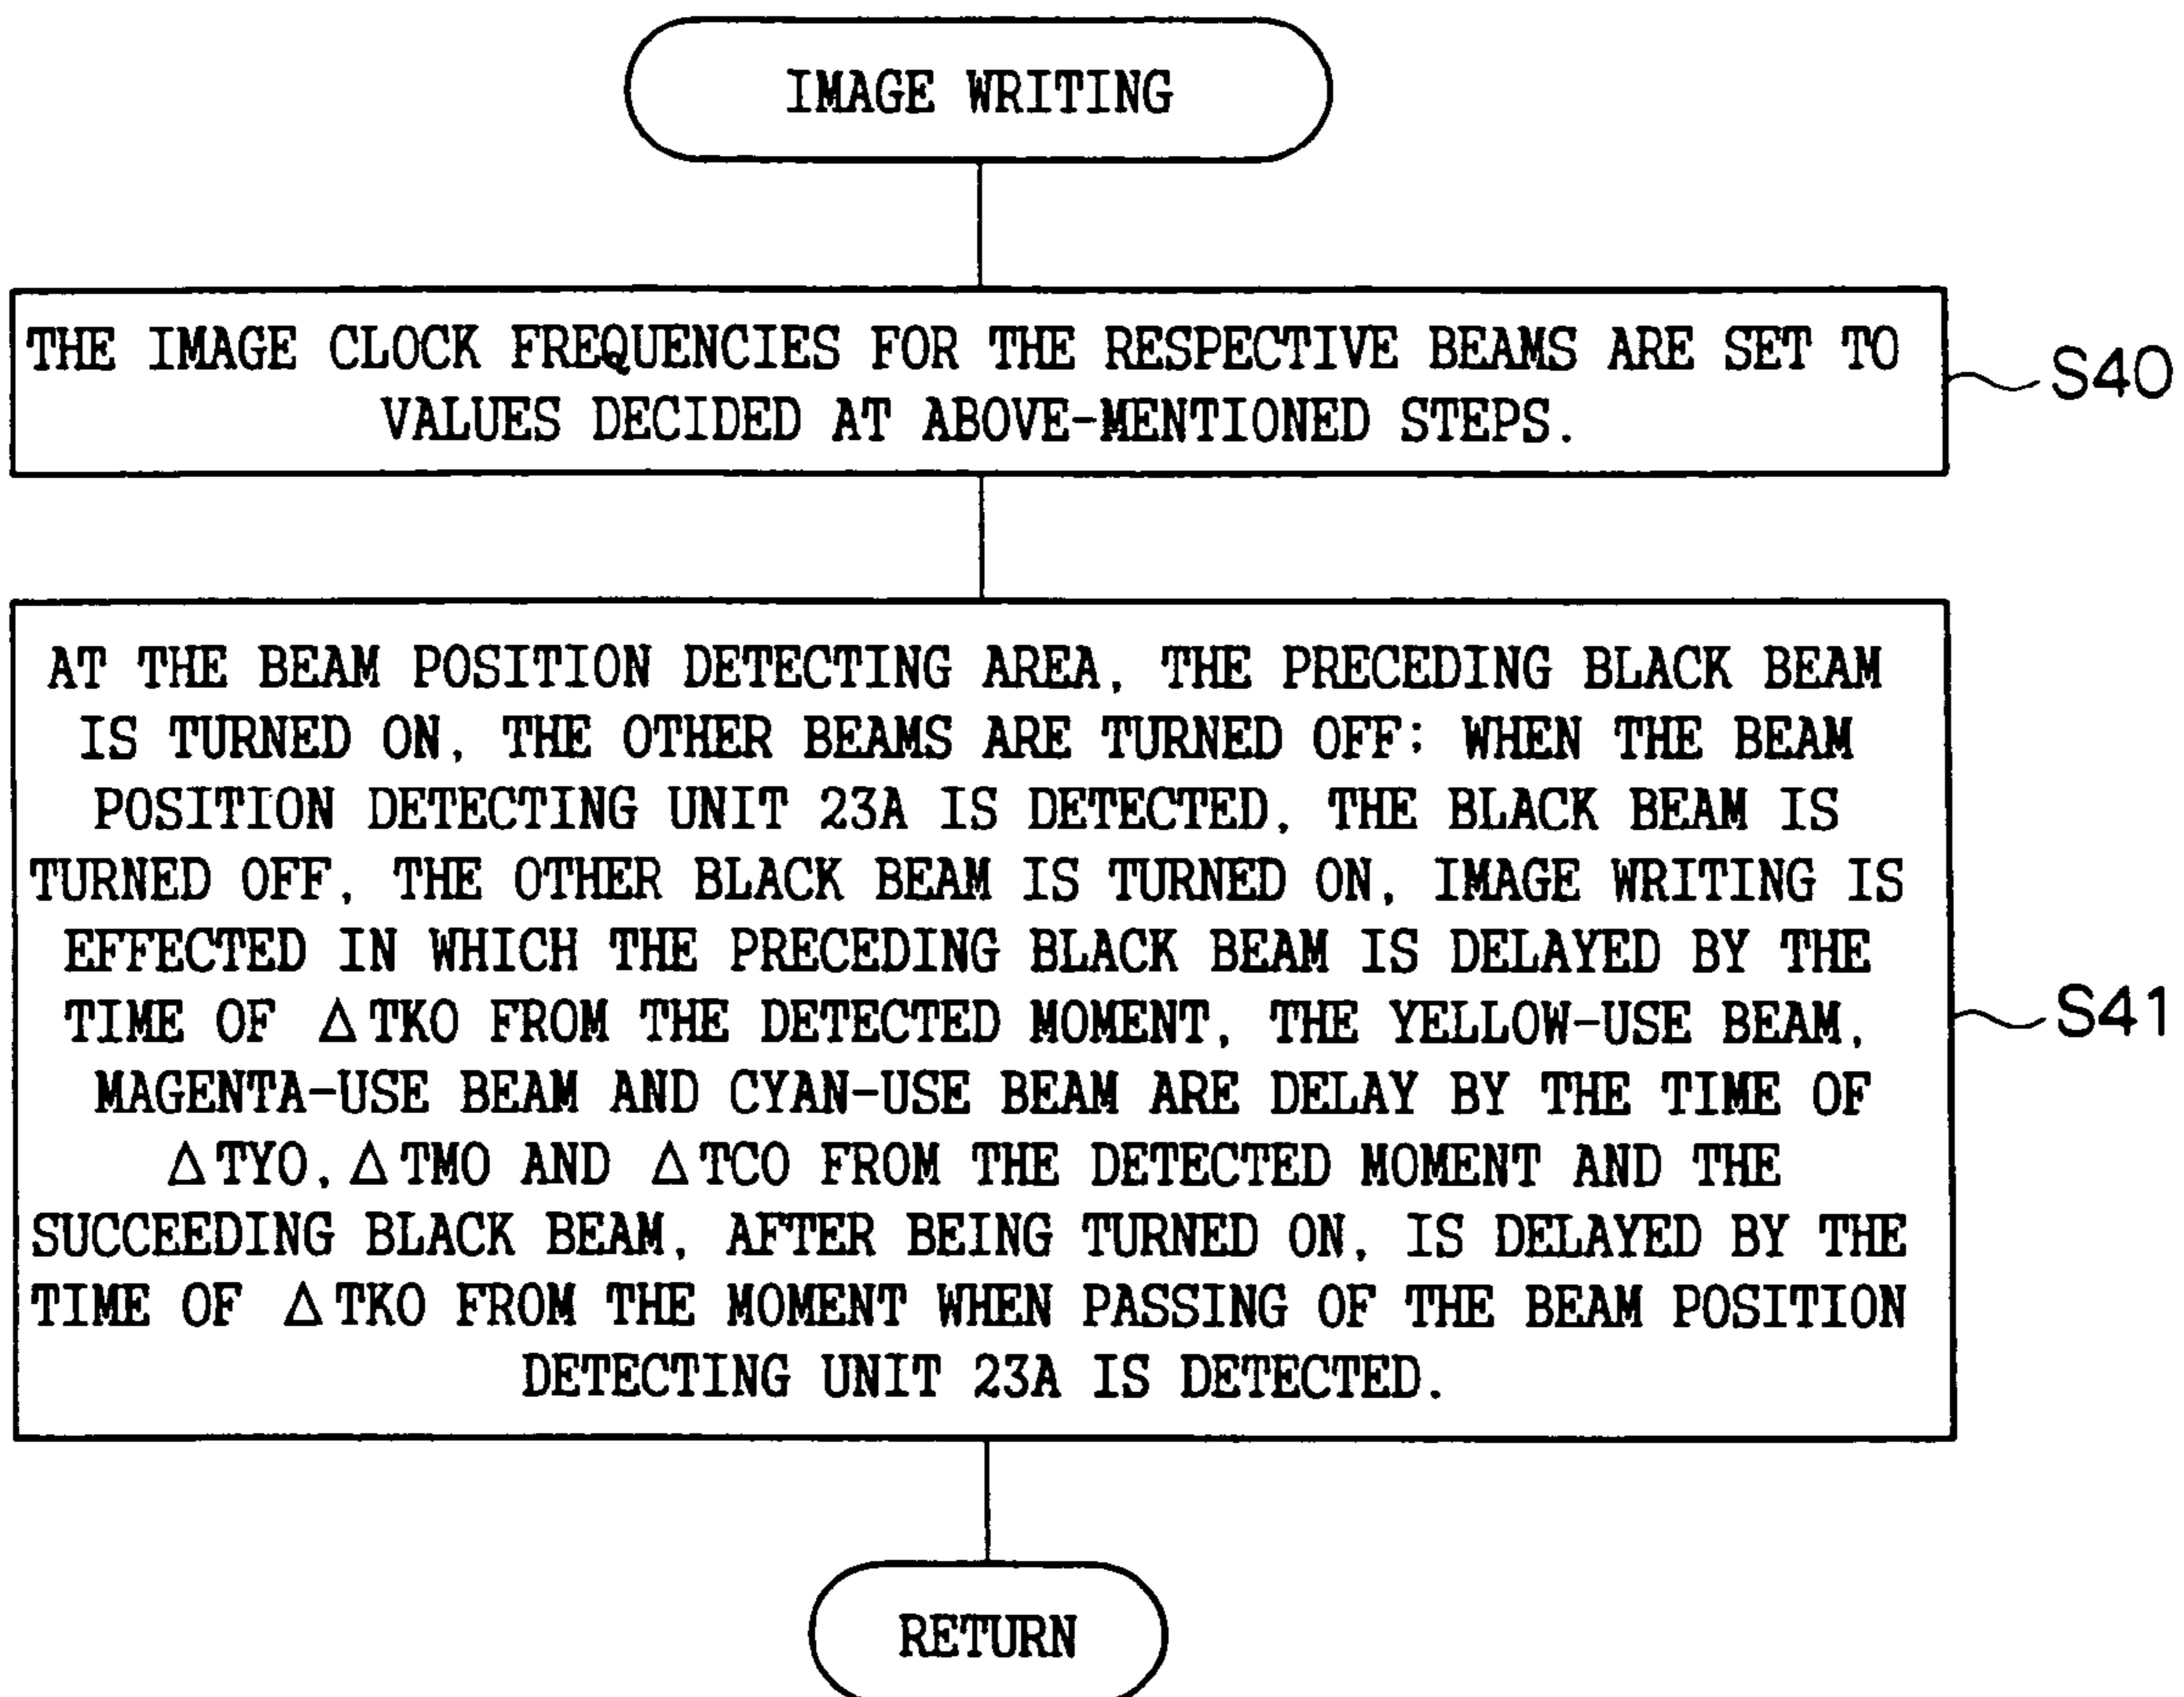 IMAGE WRITING
THE IMAGE CLOCK FREQUENCIES FOR THE RESPECTIVE BEAMS ARE SET TO
VALUES DECIDED AT ABOVE-MENTIONED STEPS.
S40
AT THE BEAM POSITION DETECTING AREA, THE PRECEDING BLACK BEAM
IS TURNED ON, THE OTHER BEAMS ARE TURNED OFF; WHEN THE BEAM
POSITION DETECTING UNIT 23A IS DETECTED, THE BLACK BEAM IS
TURNED OFF, THE OTHER BLACK BEAM IS TURNED ON, IMAGE WRITING IS
EFFECTED IN WHICH THE PRECEDING BLACK BEAM IS DELAYED BY THE
TIME OF △TKO FROM THE DETECTED MOMENT, THE YELLOW-USE BEAM,
MAGENTA-USE BEAM AND CYAN-USE BEAM ARE DELAY BY THE TIME OF
△TYO, △TMO AND △TCO FROM THE DETECTED MOMENT AND THE
SUCCEEDING BLACK BEAM, AFTER BEING TURNED ON, IS DELAYED BY THE
TIME OF △TKO FROM THE MOMENT WHEN PASSING OF THE BEAM POSITION
DETECTING UNIT 23A IS DETECTED.
S41
RETURN